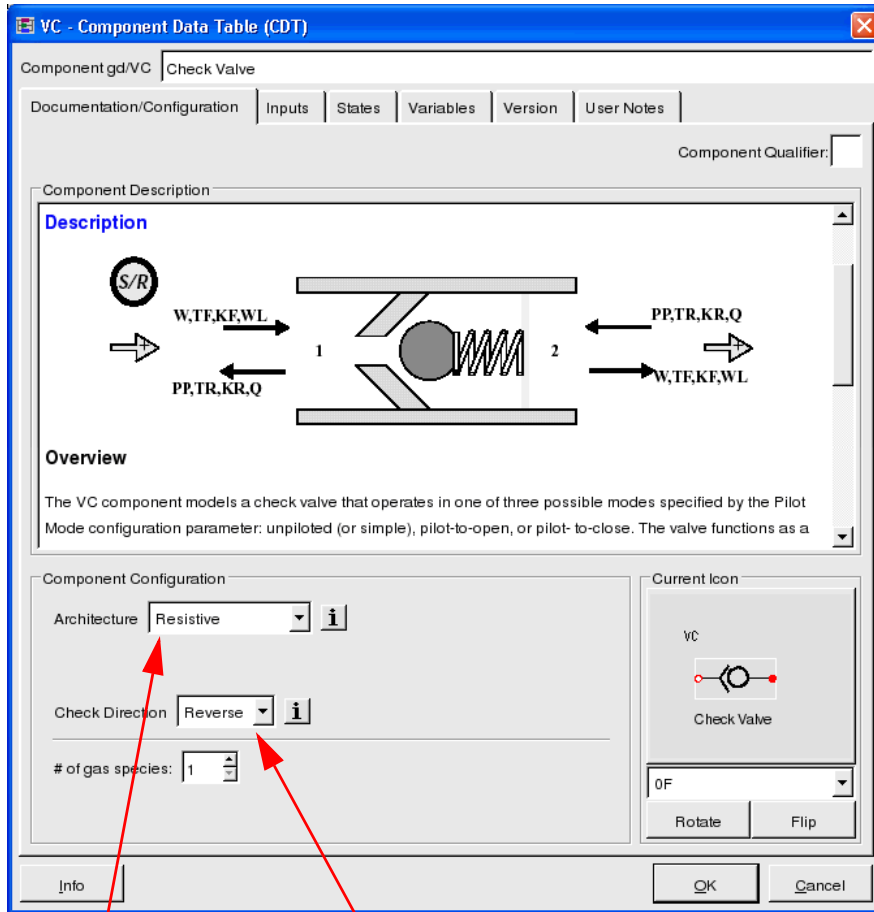 VC - Component Data Table (CDT)
Component gd/VC Check Valve
Documentation/Configuration Inputs States Variables Version User Notes
Component Qualifier:
Component Description
Description
S/R
W,TF,KF,WL PP,TR,KR,Q
+ 1 2 +
PP,TR,KR,Q W,TF,KF,WL
Overview
The VC component models a check valve that operates in one of three possible modes specified by the Pilot
Mode configuration parameter: unpiloted (or simple), pilot-to-open, or pilot- to-close. The valve functions as a
Component Configuration Current Icon
Architecture Resistive i
VC
Check Direction Reverse i
Check Valve
# of gas species: 1
0F
Rotate Flip
Info OK Cancel